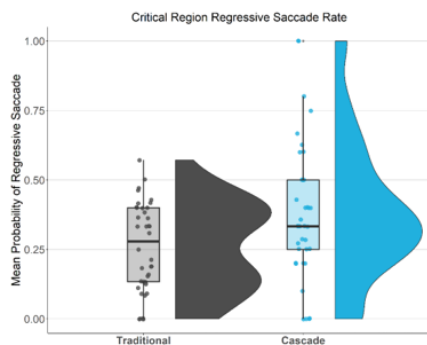 Critical Region Regressive Saccade Rate
Mean Probability of Regressive Saccade
1.00
0.75
0.50
0.25
0.00
Traditional
Cascade